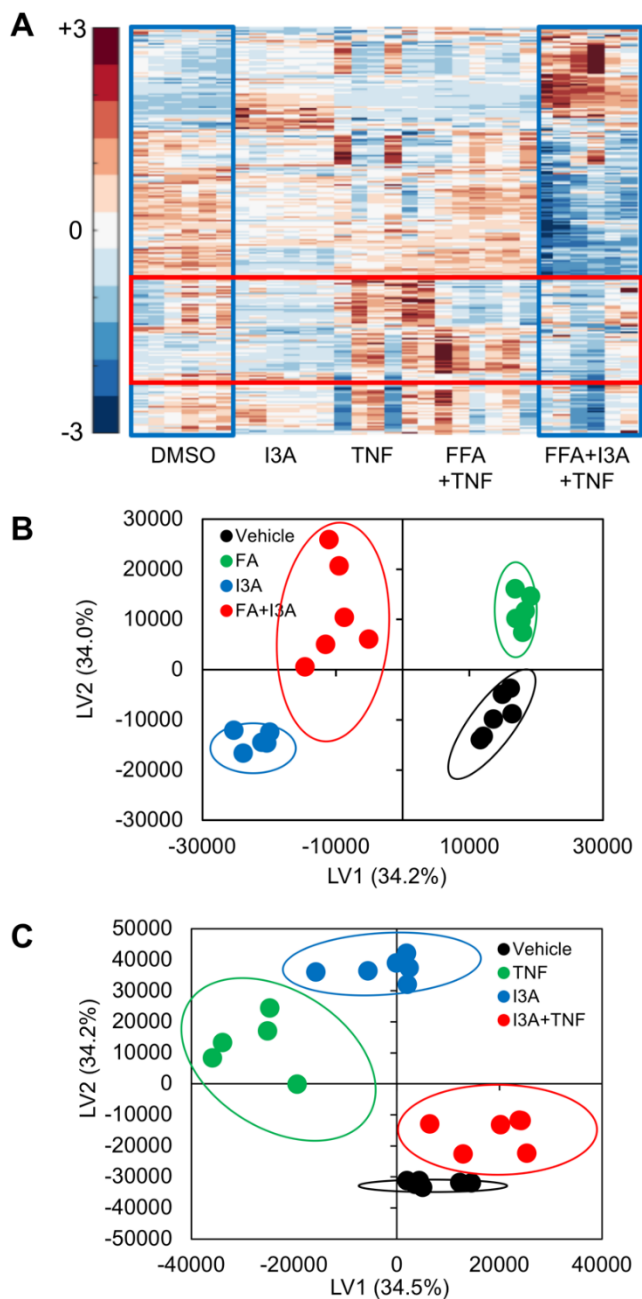 A
+3
0
-3
DMSO
I3A
TNF
FFA
+TNF
FFA+I3A
+TNF
B
30000
20000
10000
0
-10000
-20000
-30000
LV2 (34.0%)
Vehicle
FA
I3A
FA+I3A
-30000
-10000
10000
30000
LV1 (34.2%)
C
50000
40000
30000
20000
10000
0
-10000
-20000
-30000
-40000
-50000
LV2 (34.2%)
Vehicle
TNF
I3A
I3A+TNF
-40000
-20000
0
20000
40000
LV1 (34.5%)